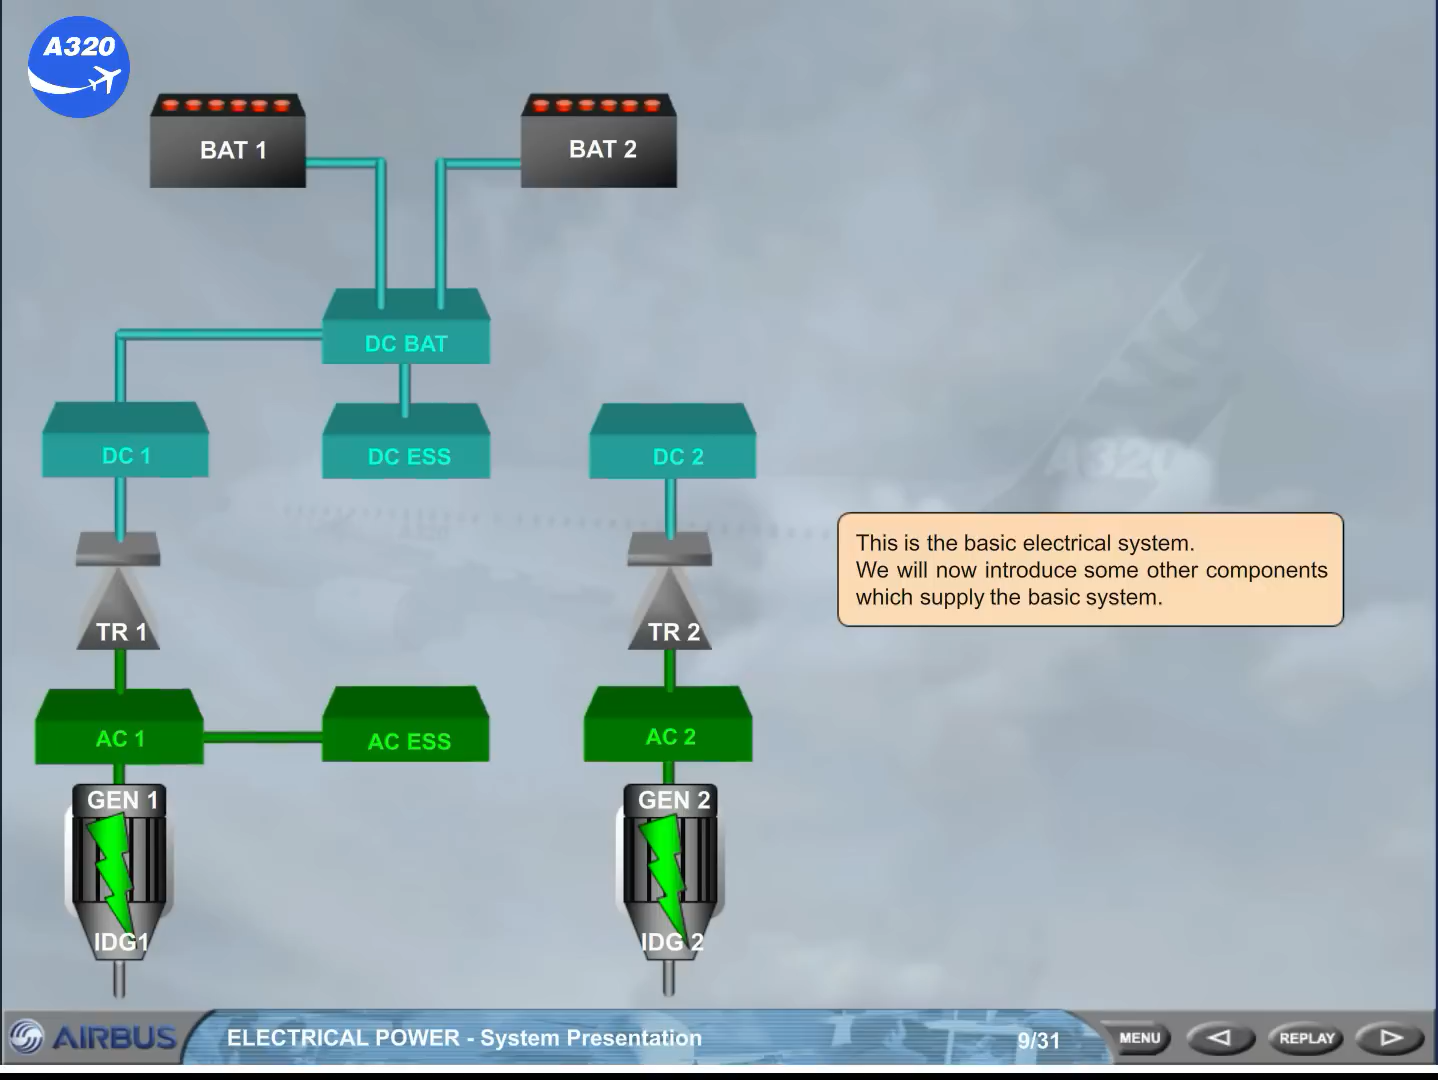 A320
BAT 1
BAT 2
DC BAT
DC 1
DC ESS
DC 2
A320
This is the basic electrical system.
We will now introduce some other components
which supply the basic system.
TR 1
TR 2
AC 1
AC ESS
AC 2
GEN 1
GEN 2
IDG1
IDG 2
AIRBUS
ELECTRICAL POWER - System Presentation
9/31
MENU
REPLAY